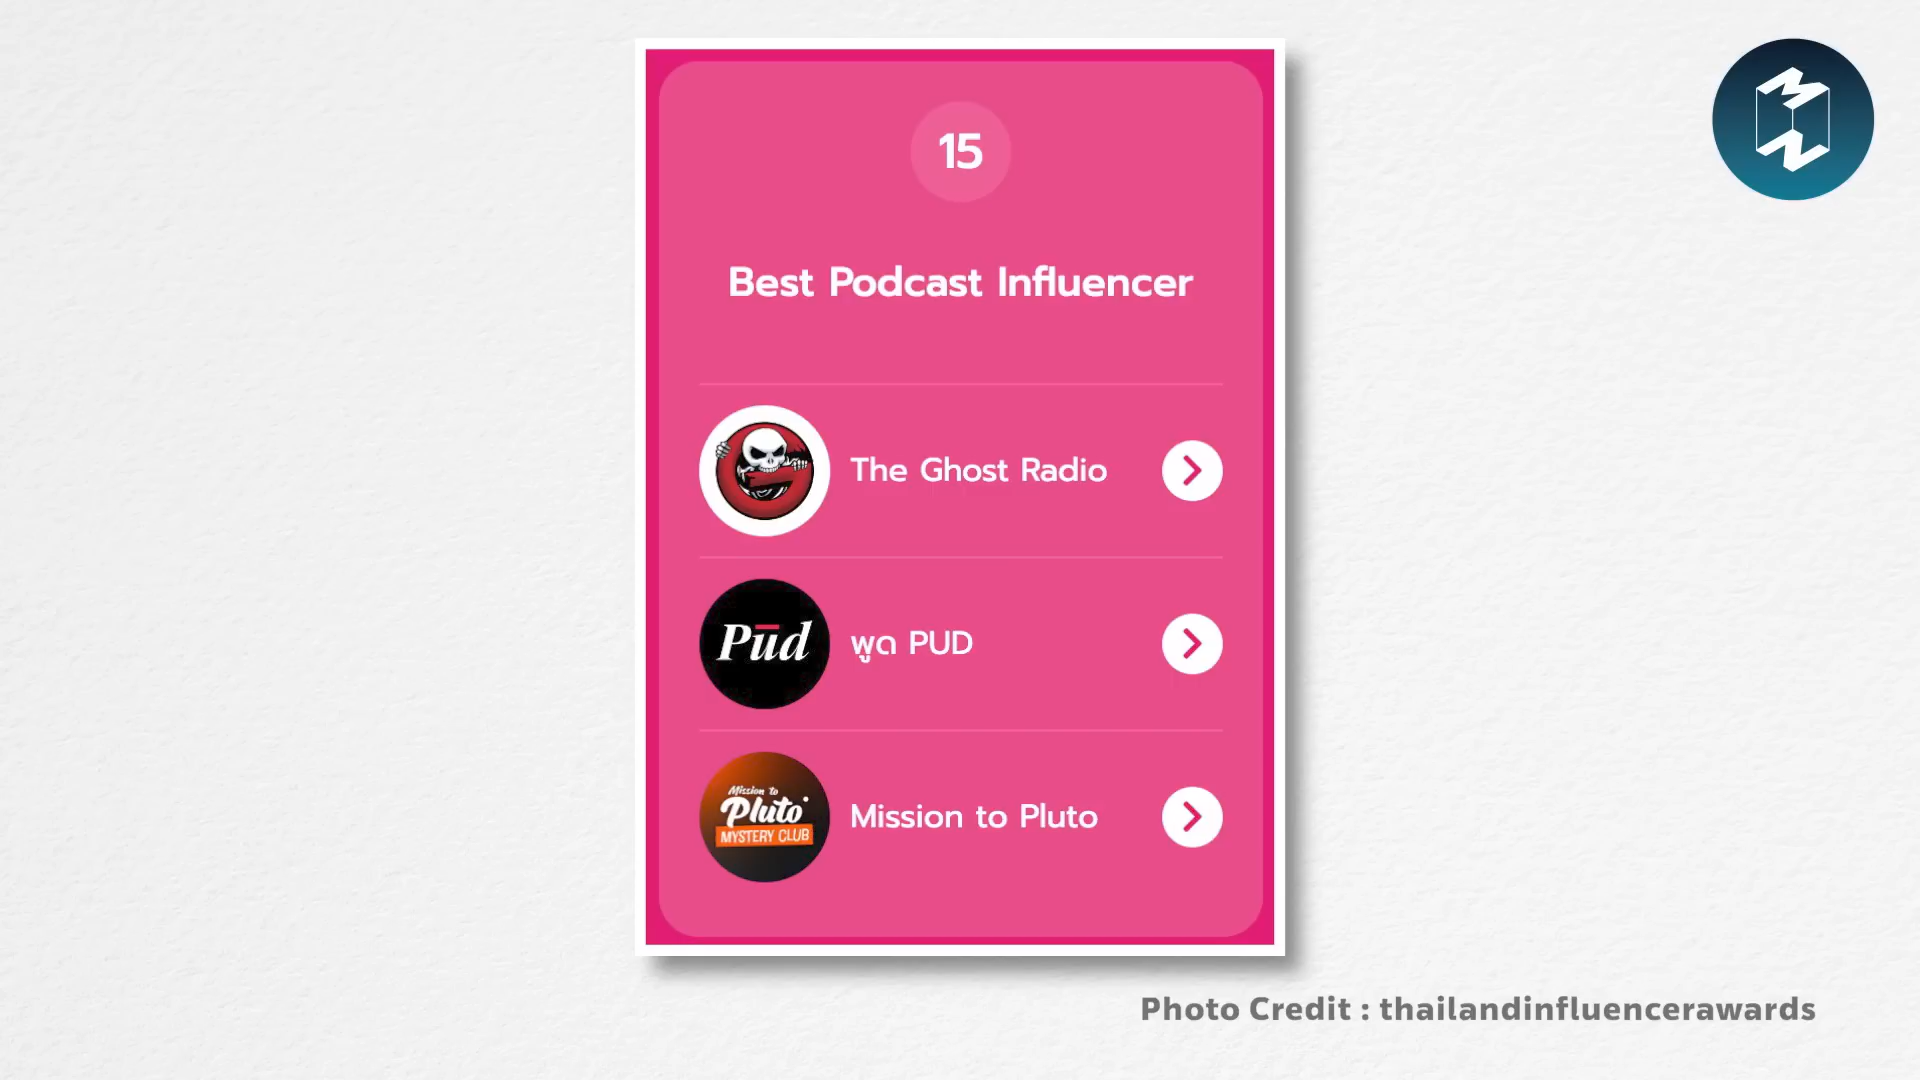 15
Best Podcast Influencer
The Ghost Radio
Pūd
พูด PUD
Mission to
Pluto
MYSTERY CLUB
Mission to Pluto
Photo Credit : thailandinfluencerawards